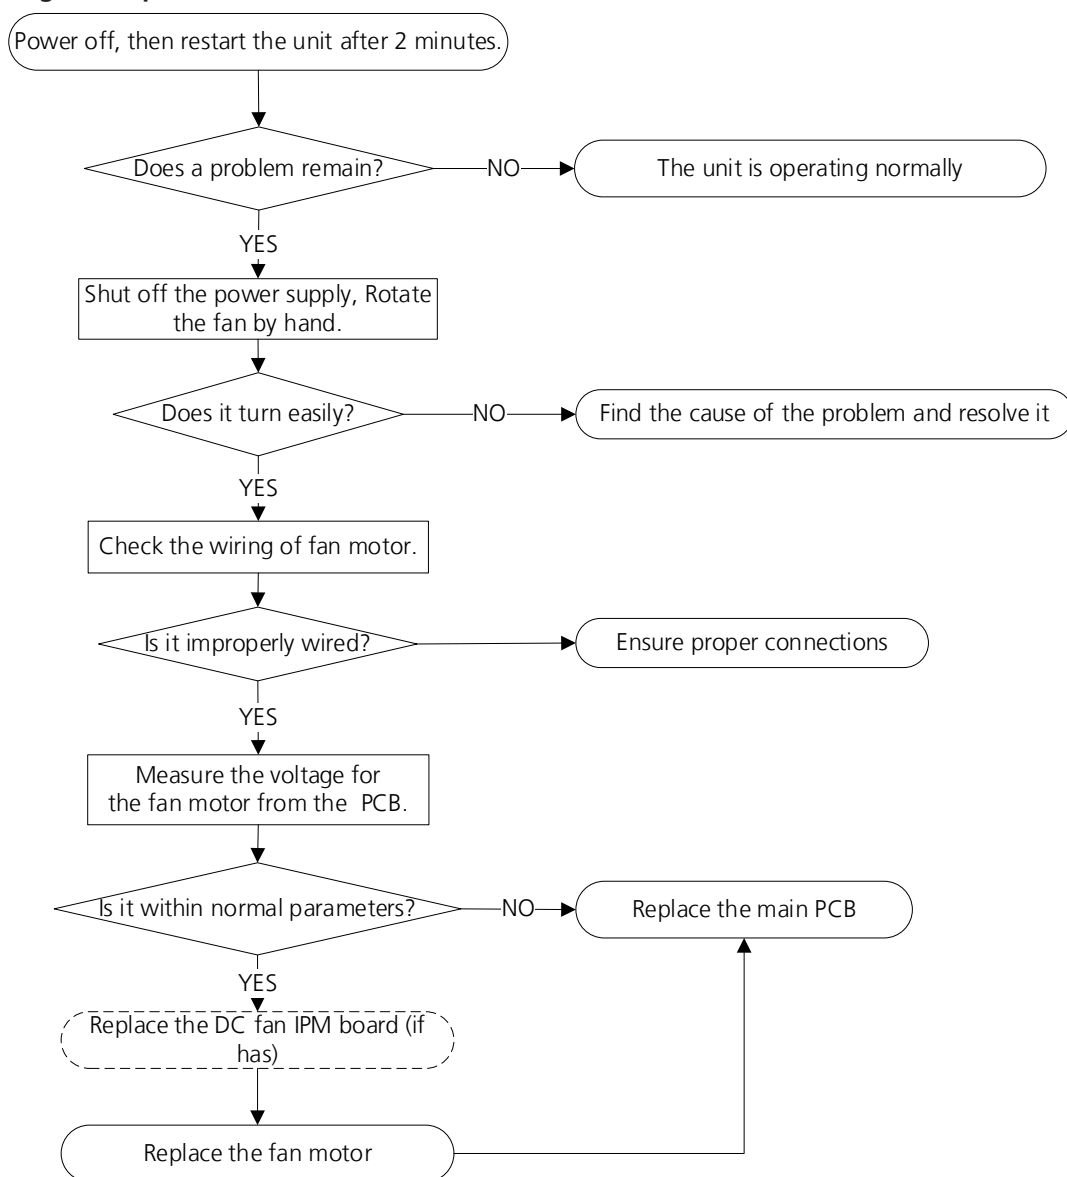 Power off, then restart the unit after 2 minutes.
Does a problem remain?
NO
The unit is operating normally
YES
Shut off the power supply, Rotate
the fan by hand.
Does it turn easily?
NO
Find the cause of the problem and resolve it
YES
Check the wiring of fan motor.
Is it improperly wired?
Ensure proper connections
YES
Measure the voltage for
the fan motor from the PCB.
Is it within normal parameters?
NO
Replace the main PCB
YES
Replace the DC fan IPM board (if
has)
Replace the fan motor